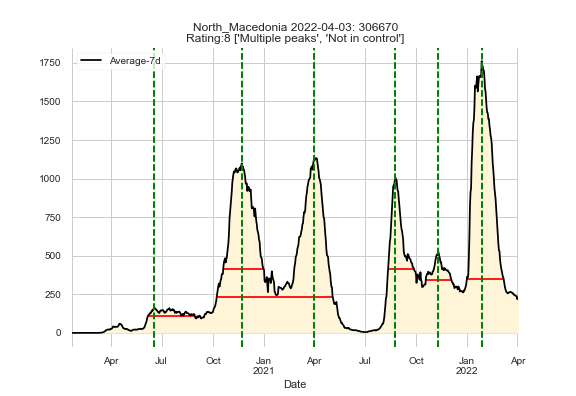 North_Macedonia 2022-04-03: 306670
Rating:8 ['Multiple peaks', 'Not in control']
Average-7d
1750
1500
1250
1000
750
500
250
0
Apr Jul Oct Jan Apr Jul Oct Jan Apr
2021 2022
Date